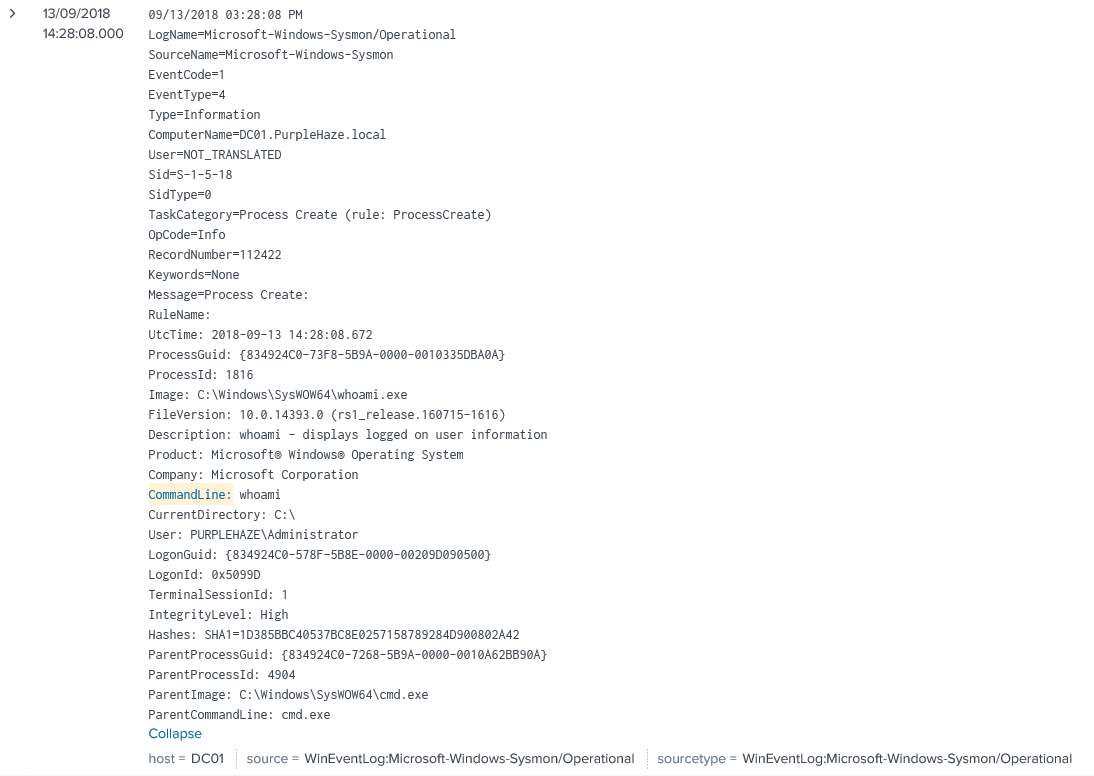 13/09/2018
14:28:08.000
09/13/2018 03:28:08 PM
LogName=Microsoft-Windows-Sysmon/Operational
SourceName=Microsoft-Windows-Sysmon
EventCode=1
EventType=4
Type=Information
ComputerName=DC01.PurpleHaze.local
User=NOT_TRANSLATED
Sid=S-1-5-18
SidType=0
TaskCategory=Process Create (rule: ProcessCreate)
OpCode=Info
RecordNumber=112422
Keywords=None
Message=Process Create:
RuleName:
UtcTime: 2018-09-13 14:28:08.672
ProcessGuid: {834924C0-73F8-5B9A-0000-0010335DBA0A}
ProcessId: 1816
Image: C:\Windows\SysWOW64\whoami.exe
FileVersion: 10.0.14393.0 (rs1_release.160715-1616)
Description: whoami - displays logged on user information
Product: Microsoft® Windows® Operating System
Company: Microsoft Corporation
CommandLine: whoami
CurrentDirectory: C:\
User: PURPLEHAZE\Administrator
LogonGuid: {834924C0-578F-5B8E-0000-00209D090500}
LogonId: 0x5099D
TerminalSessionId: 1
IntegrityLevel: High
Hashes: SHA1=1D385BBC40537BC8E0257158789284D900802A42
ParentProcessGuid: {834924C0-7268-5B9A-0000-0010A62BB90A}
ParentProcessId: 4904
ParentImage: C:\Windows\SysWOW64\cmd.exe
ParentCommandLine: cmd.exe
Collapse
host = DC01 source = WinEventLog:Microsoft-Windows-Sysmon/Operational sourcetype = WinEventLog:Microsoft-Windows-Sysmon/Operational